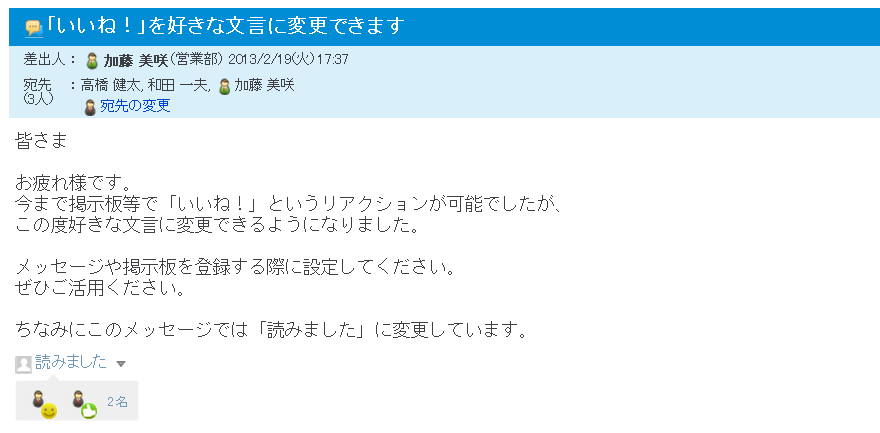 「いいね！」を好きな文言に変更できます
差出人： 加藤 美咲(営業部) 2013/2/19(火)17:37
宛先 ：高橋 健太, 和田 一夫, 加藤 美咲
(3人)
宛先の変更
皆さま
お疲れ様です。
今まで掲示板等で「いいね！」というリアクションが可能でしたが、
この度好きな文言に変更できるようになりました。
メッセージや掲示板を登録する際に設定してください。
ぜひご活用ください。
ちなみにこのメッセージでは「読みました」に変更しています。
読みました
2名